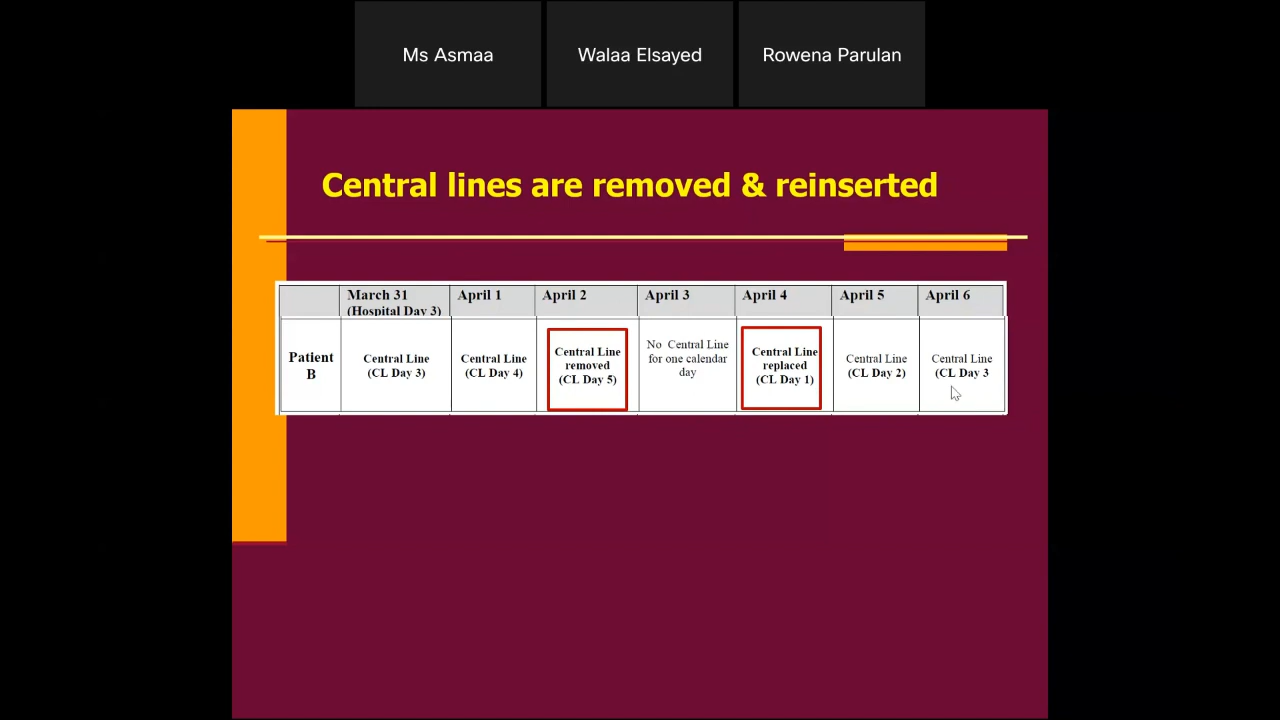 Ms Asmaa
Walaa Elsayed
Rowena Parulan
Central lines are removed & reinserted
March 31
(Hospital Day 3)
April 1
April 2
April 3
April 4
April 5
April 6
Patient
B
Central Line
(CL Day 3)
Central Line
(CL Day 4)
Central Line
removed
(CL Day 5)
No Central Line
for one calendar
day
Central Line
replaced
(CL Day 1)
Central Line
(CL Day 2)
Central Line
(CL Day 3